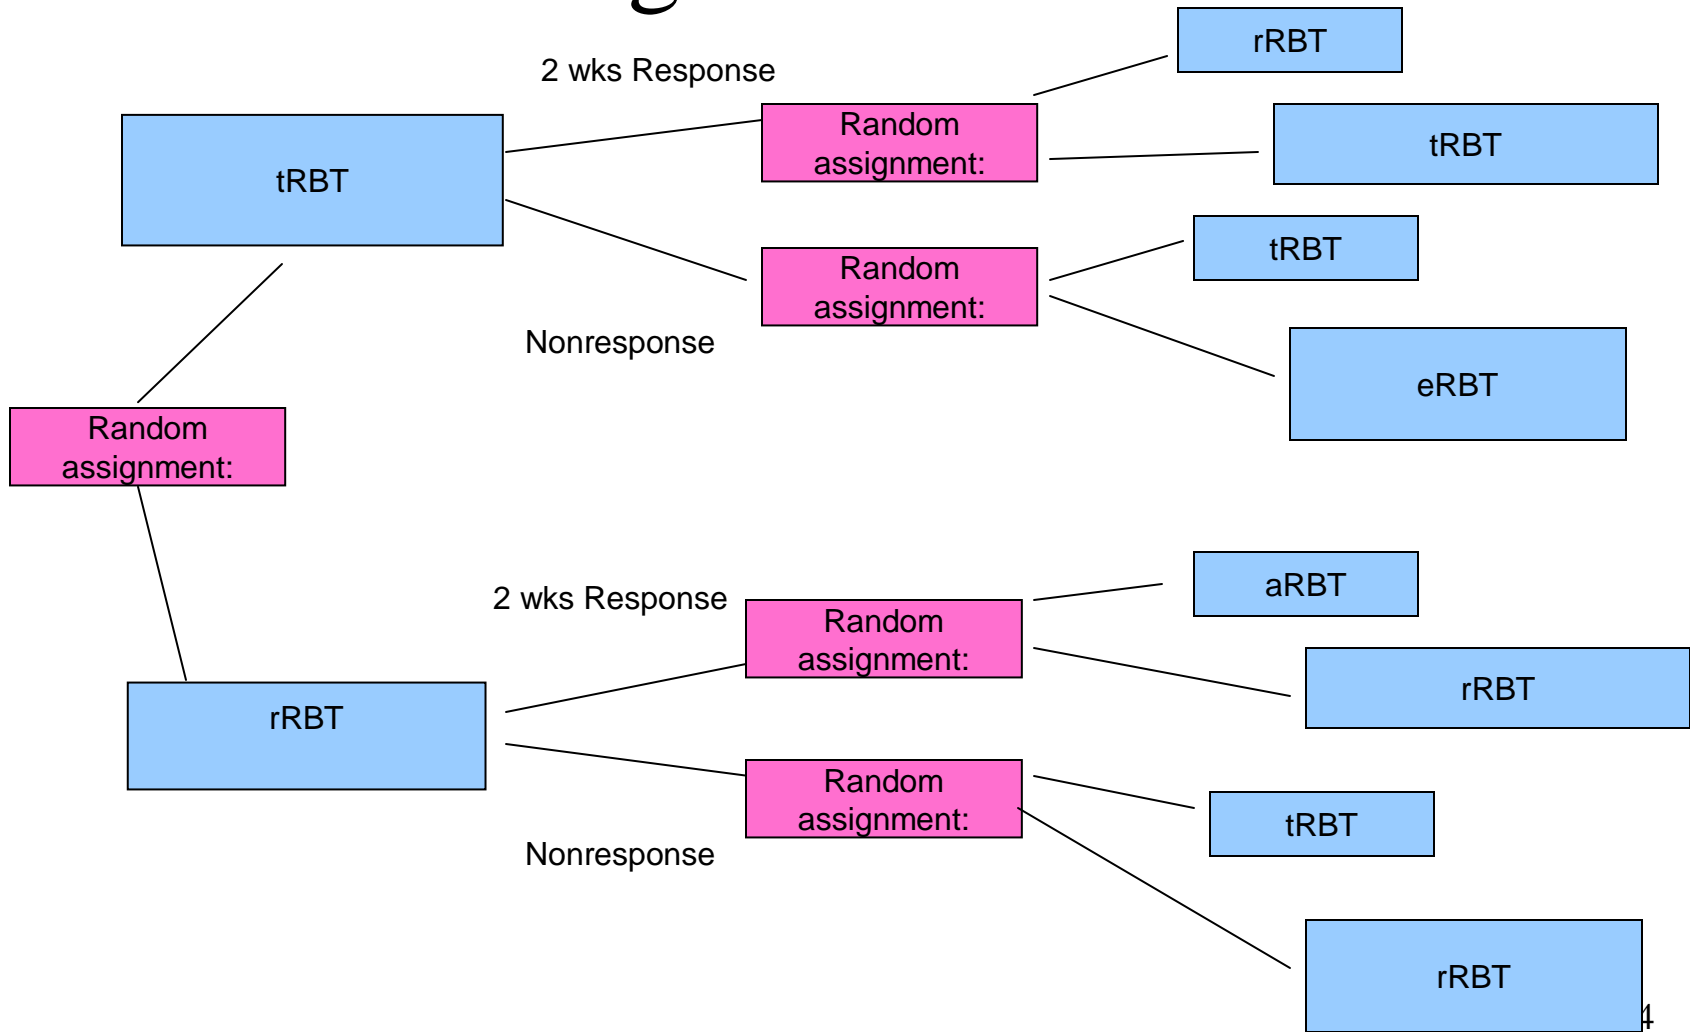 g
2 wks Response
rRBT
Random
assignment:
tRBT
tRBT
Random
assignment:
tRBT
Nonresponse
eRBT
Random
assignment:
2 wks Response
aRBT
Random
assignment:
rRBT
rRBT
Random
assignment:
tRBT
Nonresponse
rRBT
4